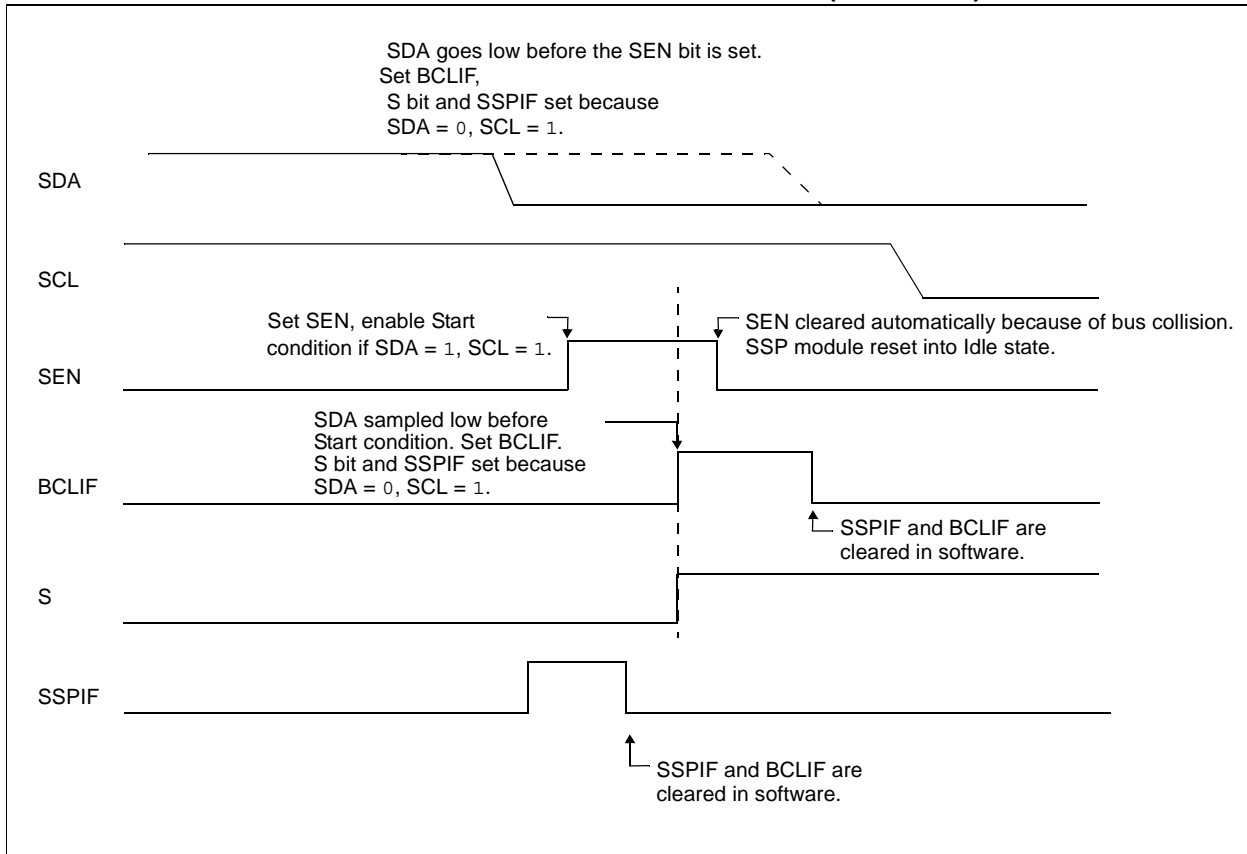 SDA goes low before the SEN bit is set.
Set BCLIF,
S bit and SSPIF set because
SDA = 0, SCL = 1.
SDA
SCL
Set SEN, enable Start
condition if SDA = 1, SCL = 1.
SEN cleared automatically because of bus collision.
SSP module reset into Idle state.
SEN
SDA sampled low before
Start condition. Set BCLIF.
S bit and SSPIF set because
SDA = 0, SCL = 1.
BCLIF
SSPIF and BCLIF are
cleared in software.
S
SSPIF
SSPIF and BCLIF are
cleared in software.